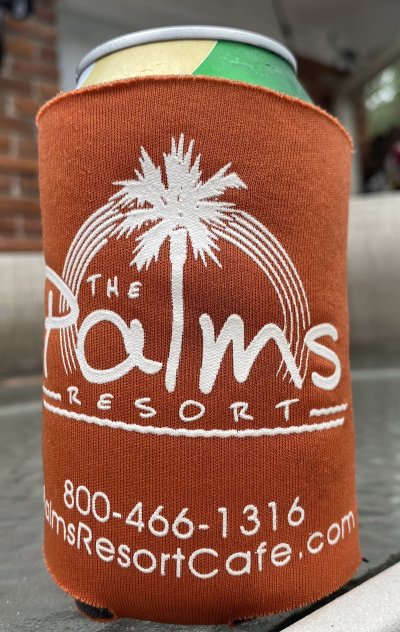 THE
Palms
RESORT
800-466-1316
almsResortCafe.com